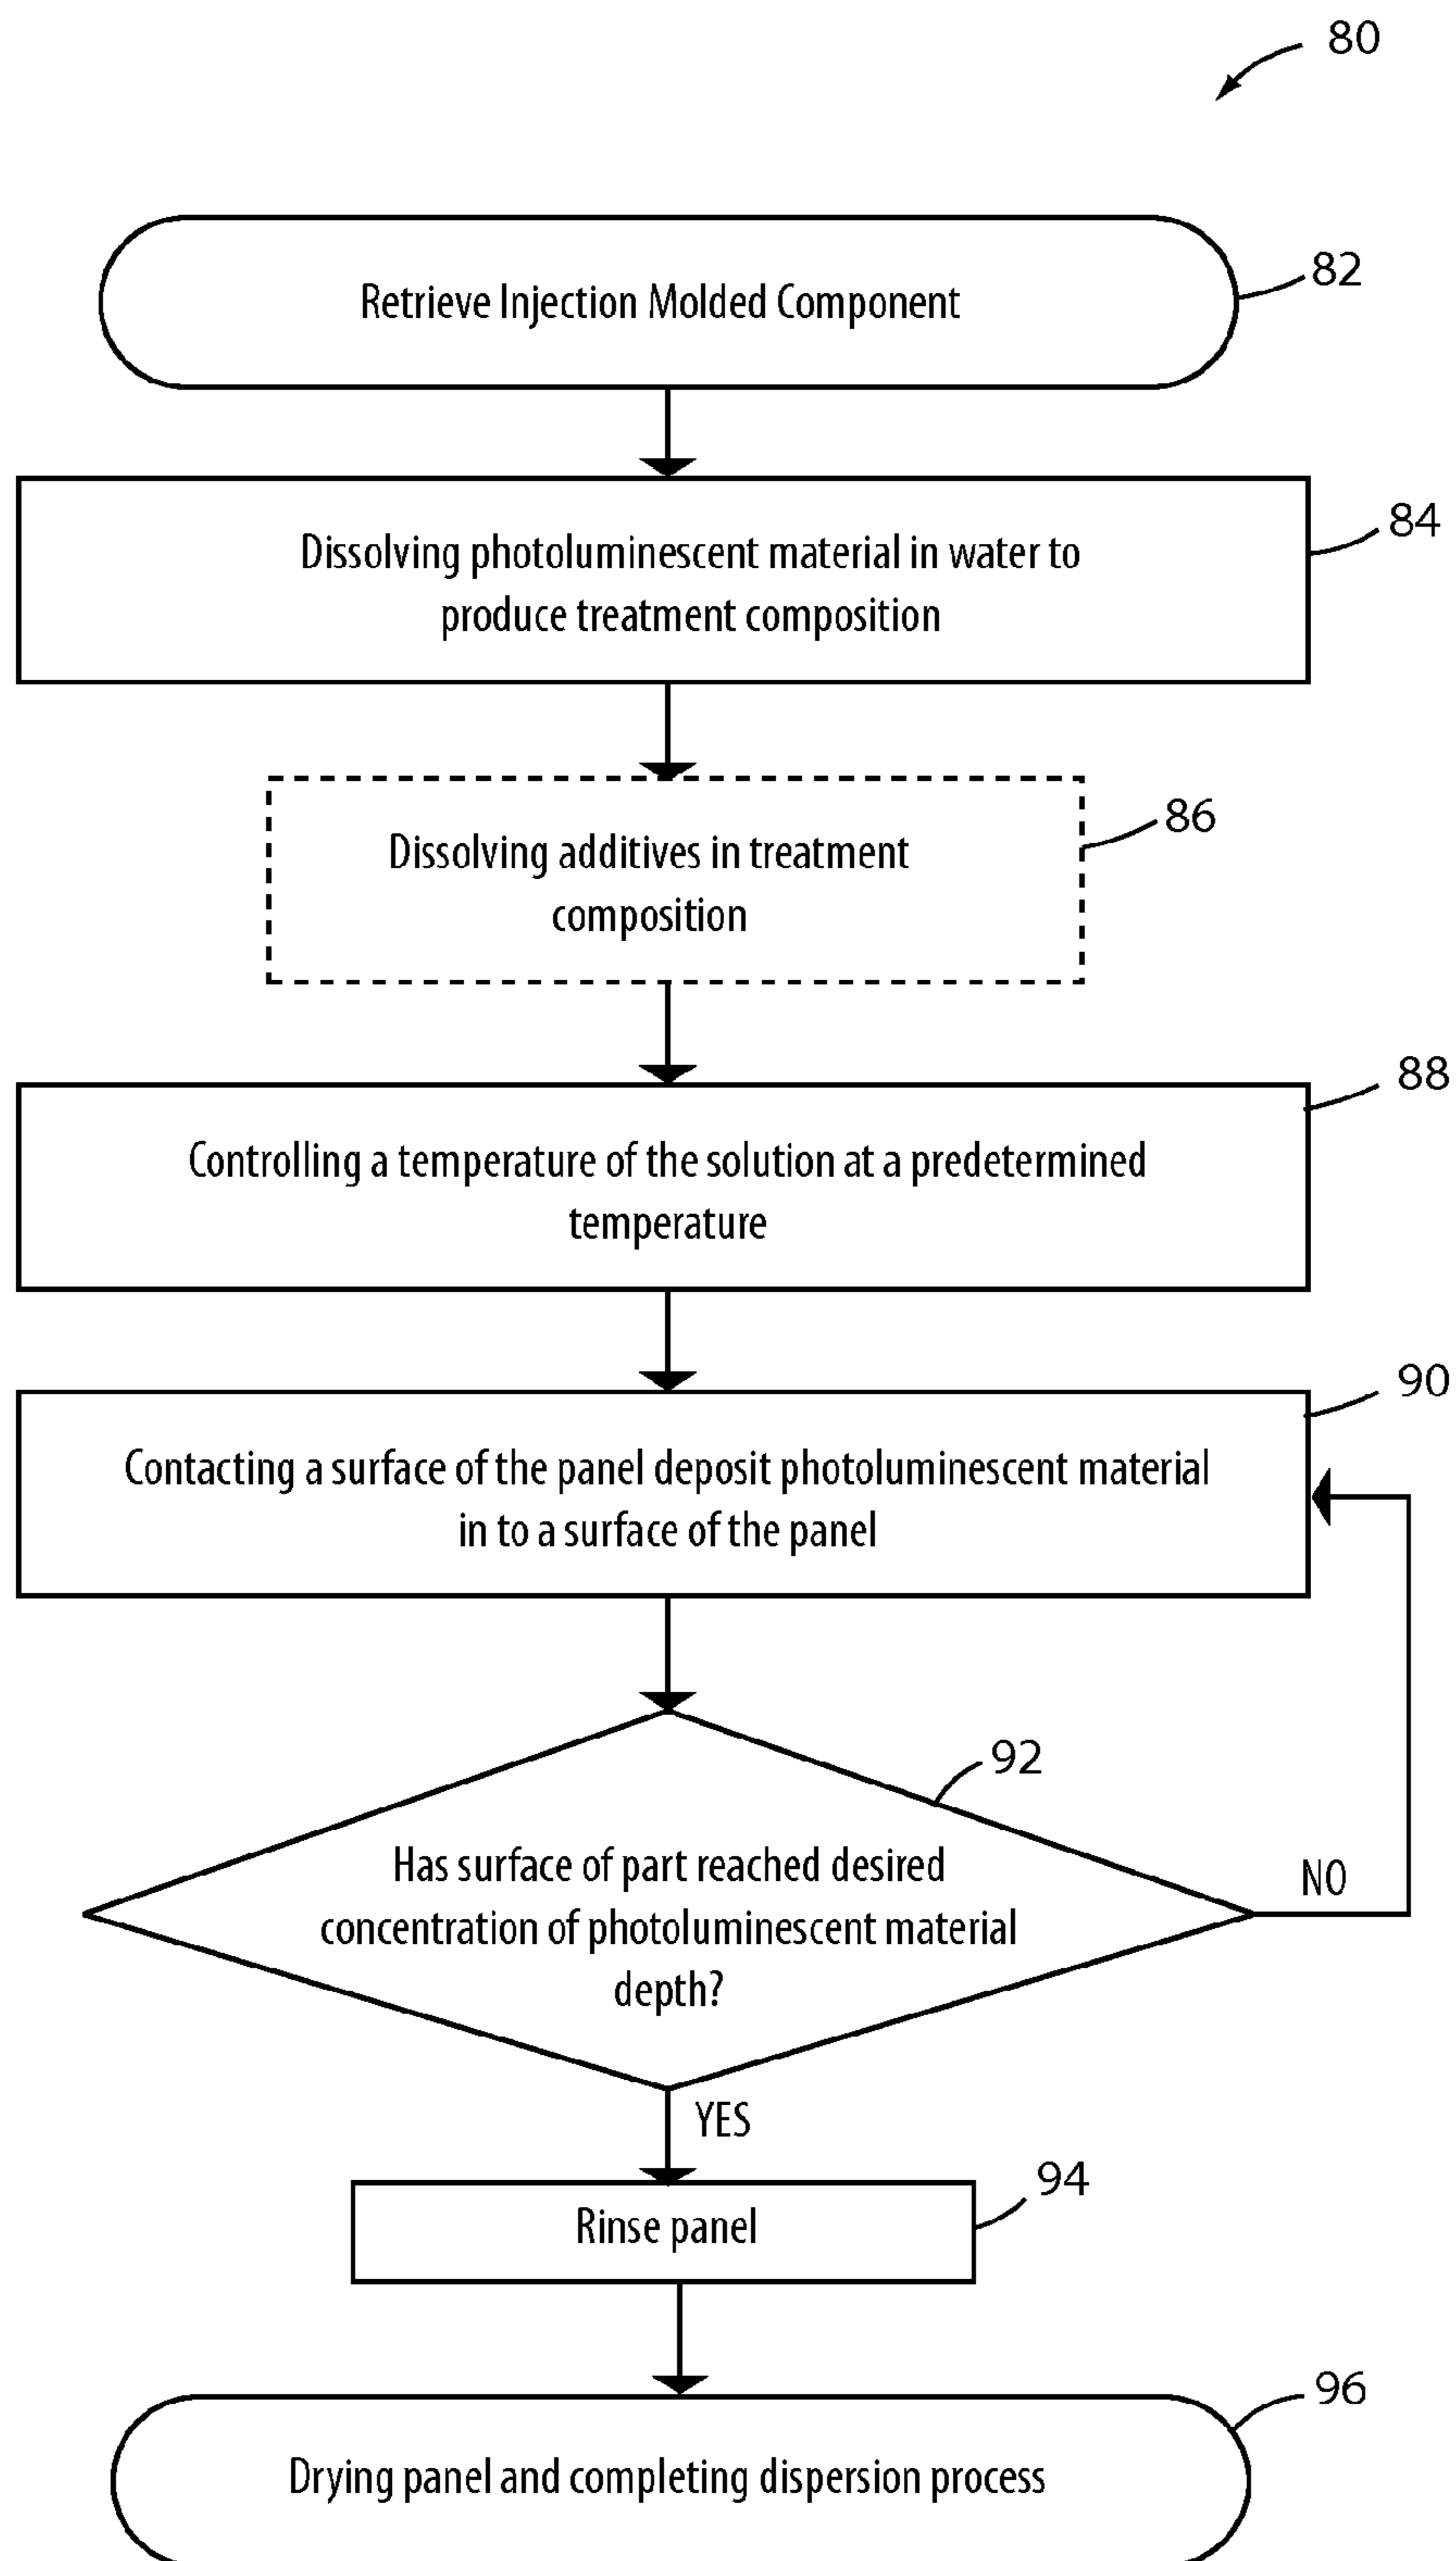 80
Retrieve Injection Molded Component
82
Dissolving photoluminescent material in water to
produce treatment composition
84
Dissolving additives in treatment
composition
86
Controlling a temperature of the solution at a predetermined
temperature
88
Contacting a surface of the panel deposit photoluminescent material
in to a surface of the panel
90
92
Has surface of part reached desired
concentration of photoluminescent material
depth?
NO
YES
Rinse panel
94
Drying panel and completing dispersion process
96